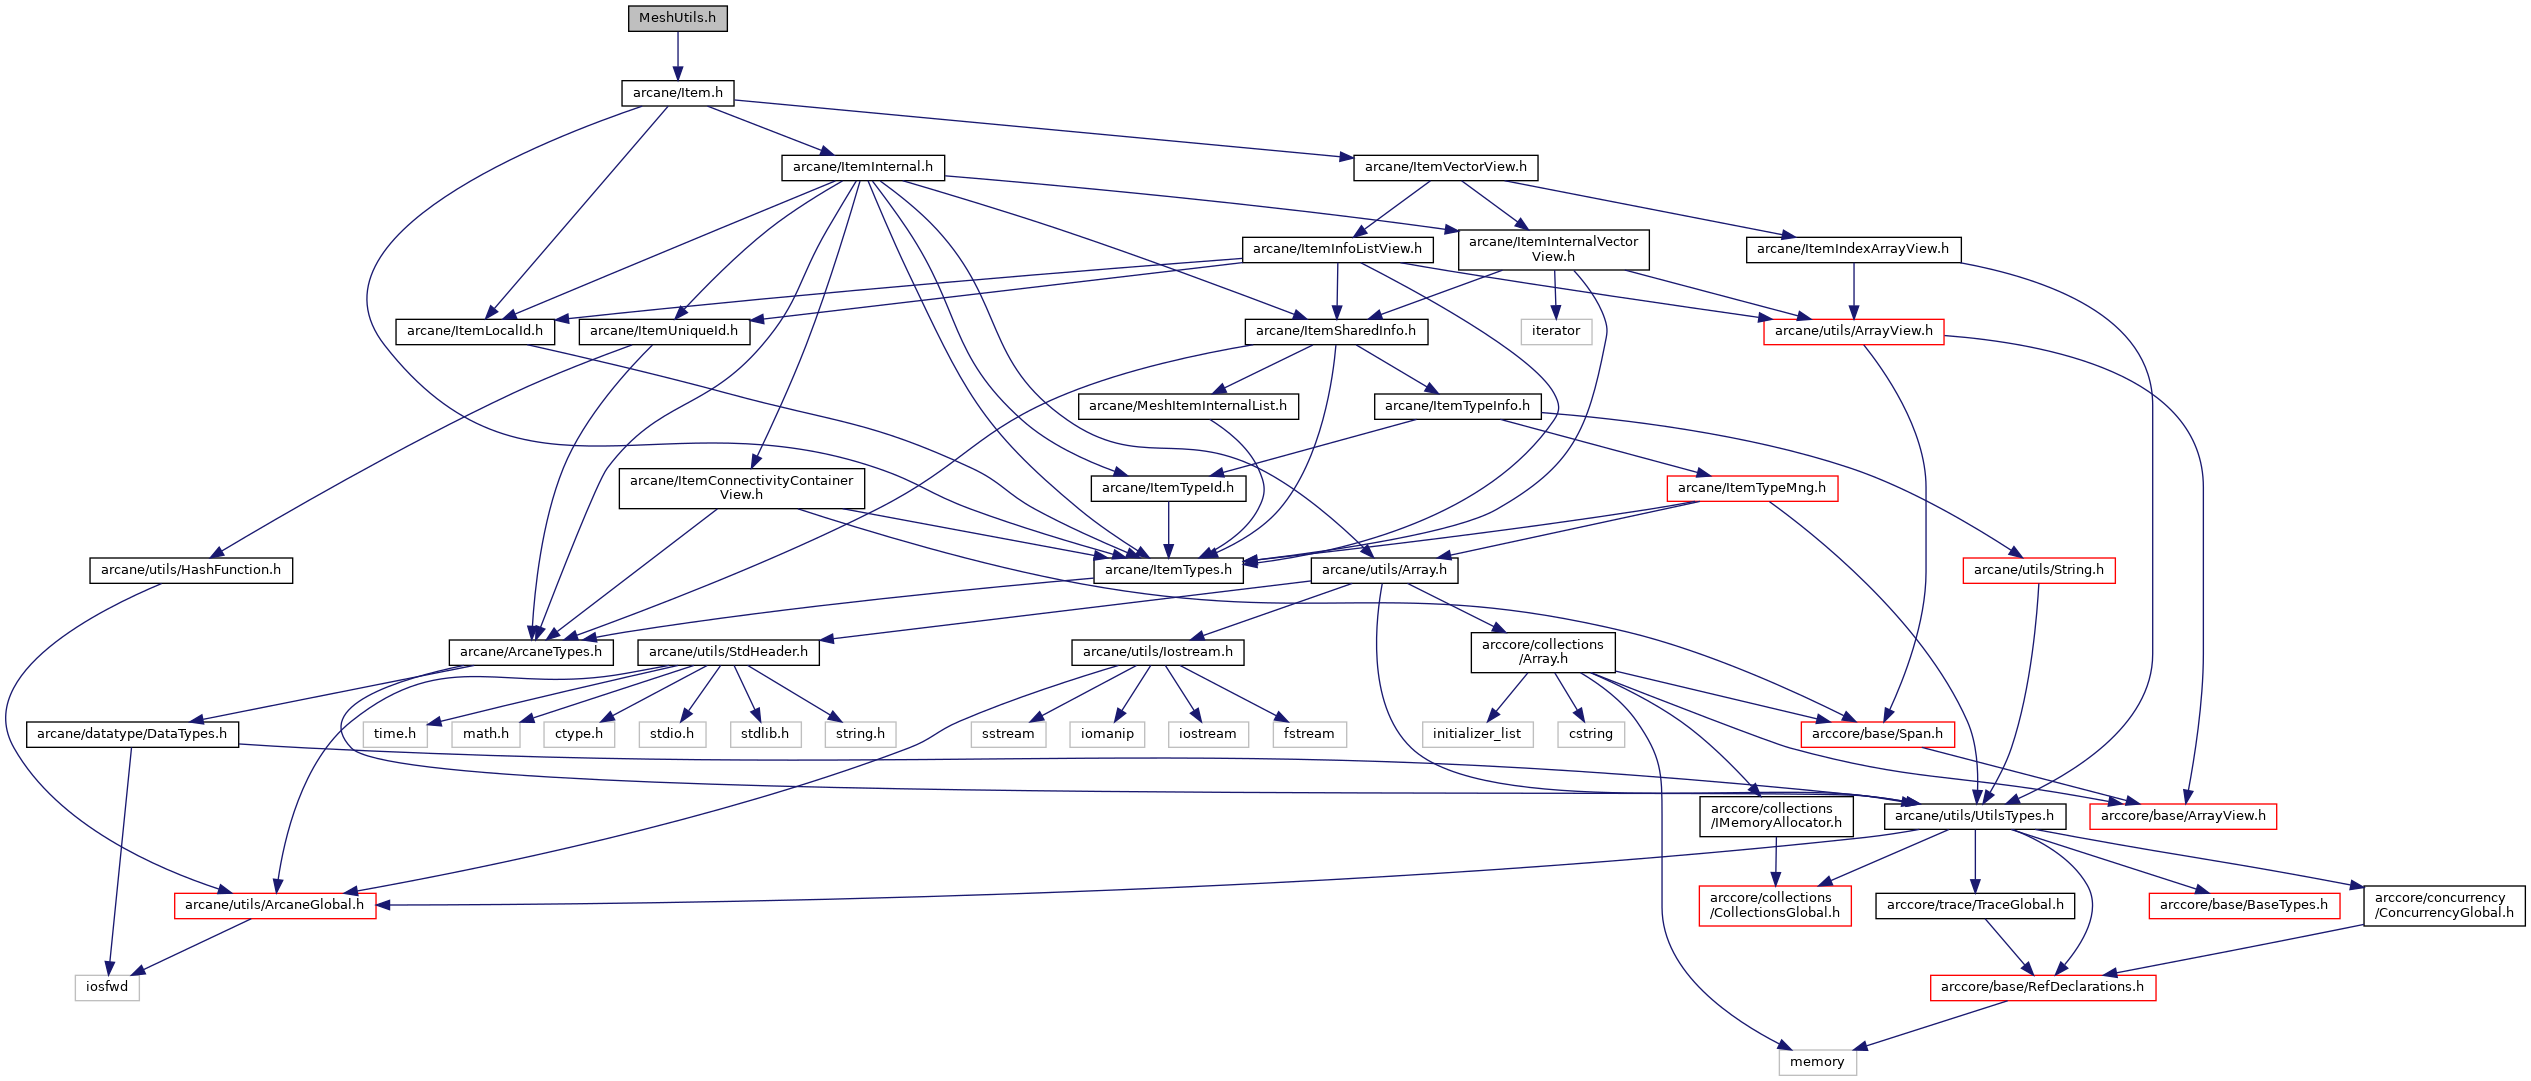 MeshUtils.h
arcane/Item.h
arcane/ItemInternal.h
arcane/ItemVectorView.h
arcane/ItemInfoListView.h
arcane/ItemInternalVector
View.h
arcane/ItemIndexArrayView.h
arcane/ItemLocalId.h
arcane/ItemUniqueId.h
arcane/ItemSharedInfo.h
iterator
arcane/utils/ArrayView.h
arcane/MeshItemInternalList.h
arcane/ItemTypeInfo.h
arcane/ItemConnectivityContainer
View.h
arcane/ItemTypeId.h
arcane/ItemTypeMng.h
arcane/utils/HashFunction.h
arcane/ItemTypes.h
arcane/utils/Array.h
arcane/utils/String.h
arcane/ArcaneTypes.h
arcane/utils/StdHeader.h
arcane/utils/Iostream.h
arccore/collections
/Array.h
arcane/datatype/DataTypes.h
time.h
math.h
ctype.h
stdio.h
stdlib.h
string.h
sstream
iomanip
iostream
fstream
initializer_list
cstring
arccore/base/Span.h
arccore/collections
/IMemoryAllocator.h
arcane/utils/UtilsTypes.h
arccore/base/ArrayView.h
arcane/utils/ArcaneGlobal.h
arccore/collections
/CollectionsGlobal.h
arccore/trace/TraceGlobal.h
arccore/base/BaseTypes.h
arccore/concurrency
/ConcurrencyGlobal.h
iosfwd
arccore/base/RefDeclarations.h
memory